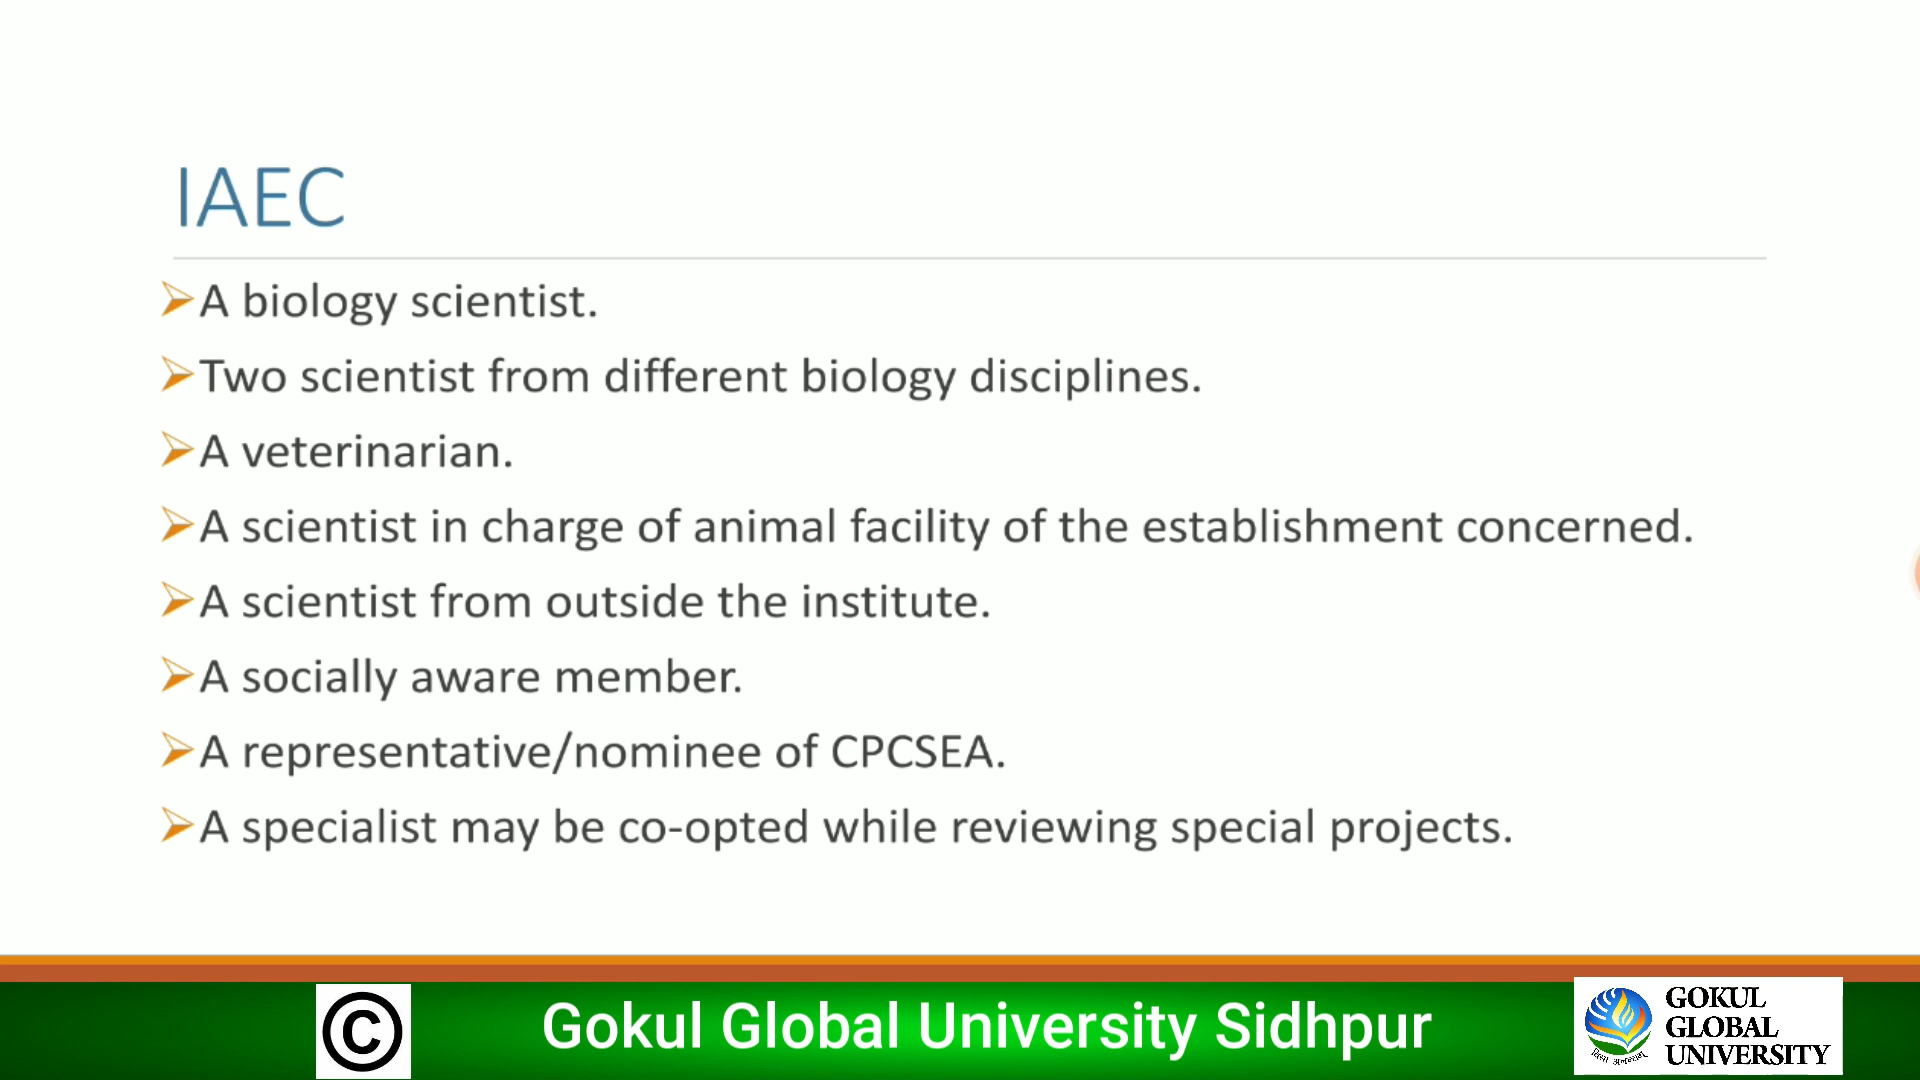 IAEC
➢A biology scientist.
➢Two scientist from different biology disciplines.
➢A veterinarian.
➢A scientist in charge of animal facility of the establishment concerned.
➢A scientist from outside the institute.
➢A socially aware member.
➢A representative/nominee of CPCSEA.
➢A specialist may be co-opted while reviewing special projects.
©
Gokul Global University Sidhpur
GOKUL
GLOBAL
UNIVERSITY